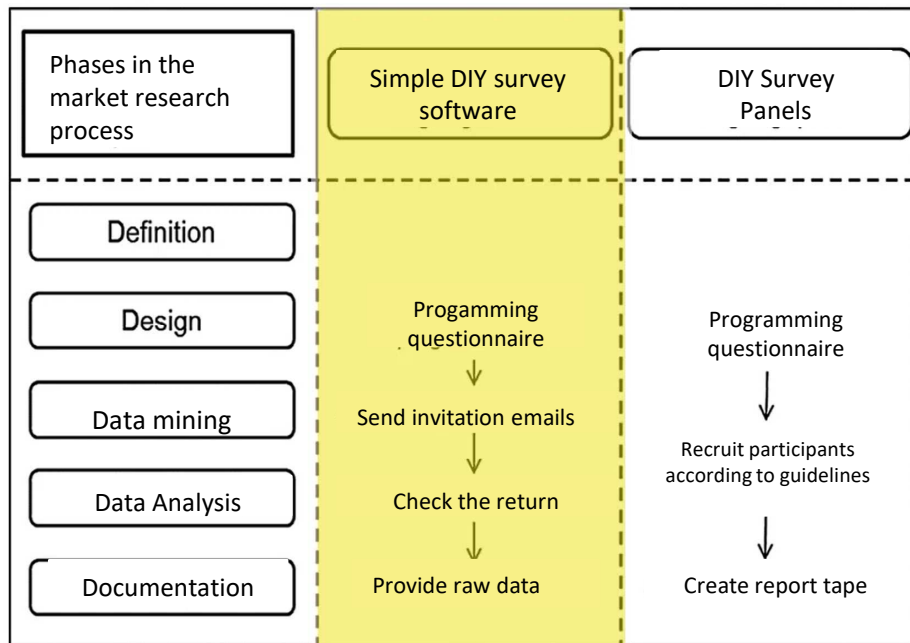 Phases in the
market research
process
Simple DIY survey
software
DIY Survey
Panels
Definition
Design
Data mining
Data Analysis
Documentation
Progamming
questionnaire
Send invitation emails
Check the return
Provide raw data
Programming
questionnaire
Recruit participants
according to guidelines
Create report tape